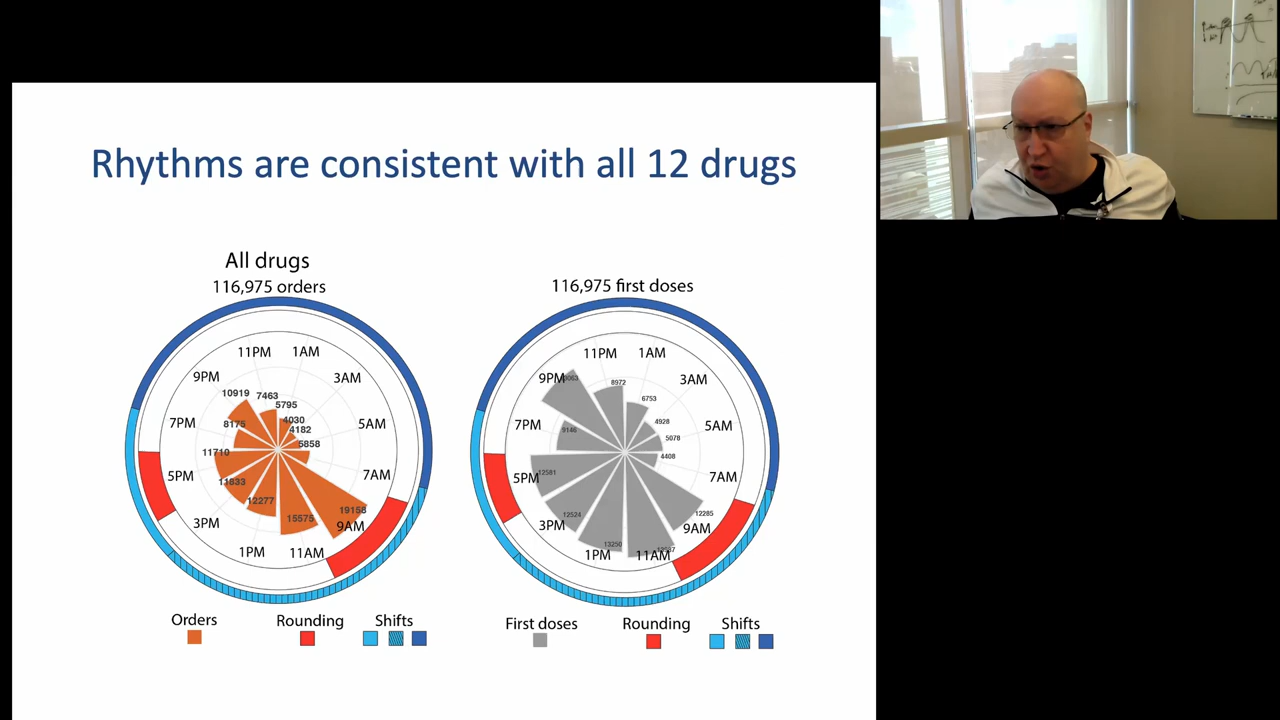 Rhythms are consistent with all 12 drugs
All drugs
116,975 orders
11PM
1AM
9PM
3AM
7PM
5AM
5PM
7AM
3PM
9AM
1PM
11AM
10919
7463
5795
4030
4182
5858
8175
11710
11833
12277
15575
19158
Orders
Rounding
Shifts
116,975 first doses
11PM
1AM
9PM
3AM
7PM
5AM
5PM
7AM
3PM
9AM
1PM
11AM
8972
6753
4928
5078
4408
9146
12581
12524
13250
12285
First doses
Rounding
Shifts